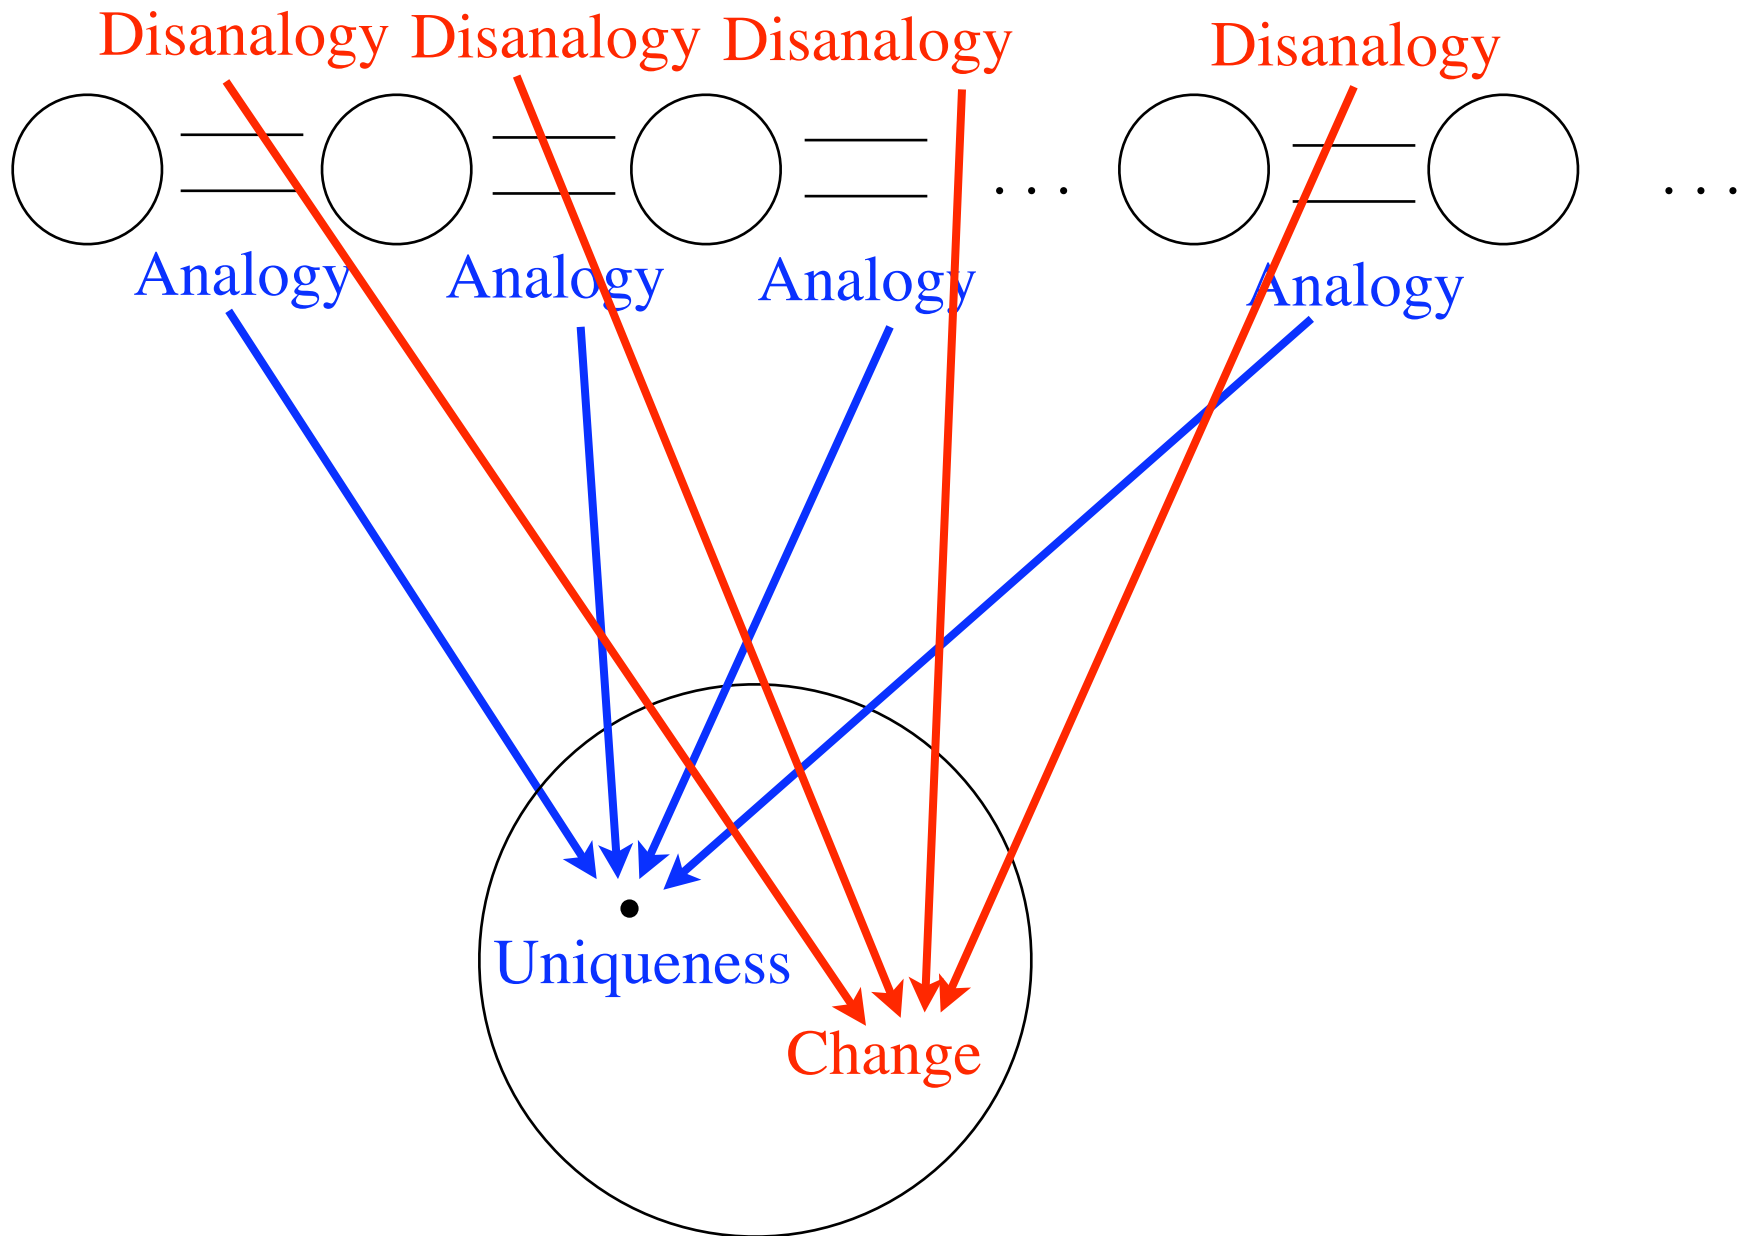 Disanalogy Disanalogy Disanalogy Disanalogy
. . . . . .
Analogy Analogy Analogy Analogy
Uniqueness
Change